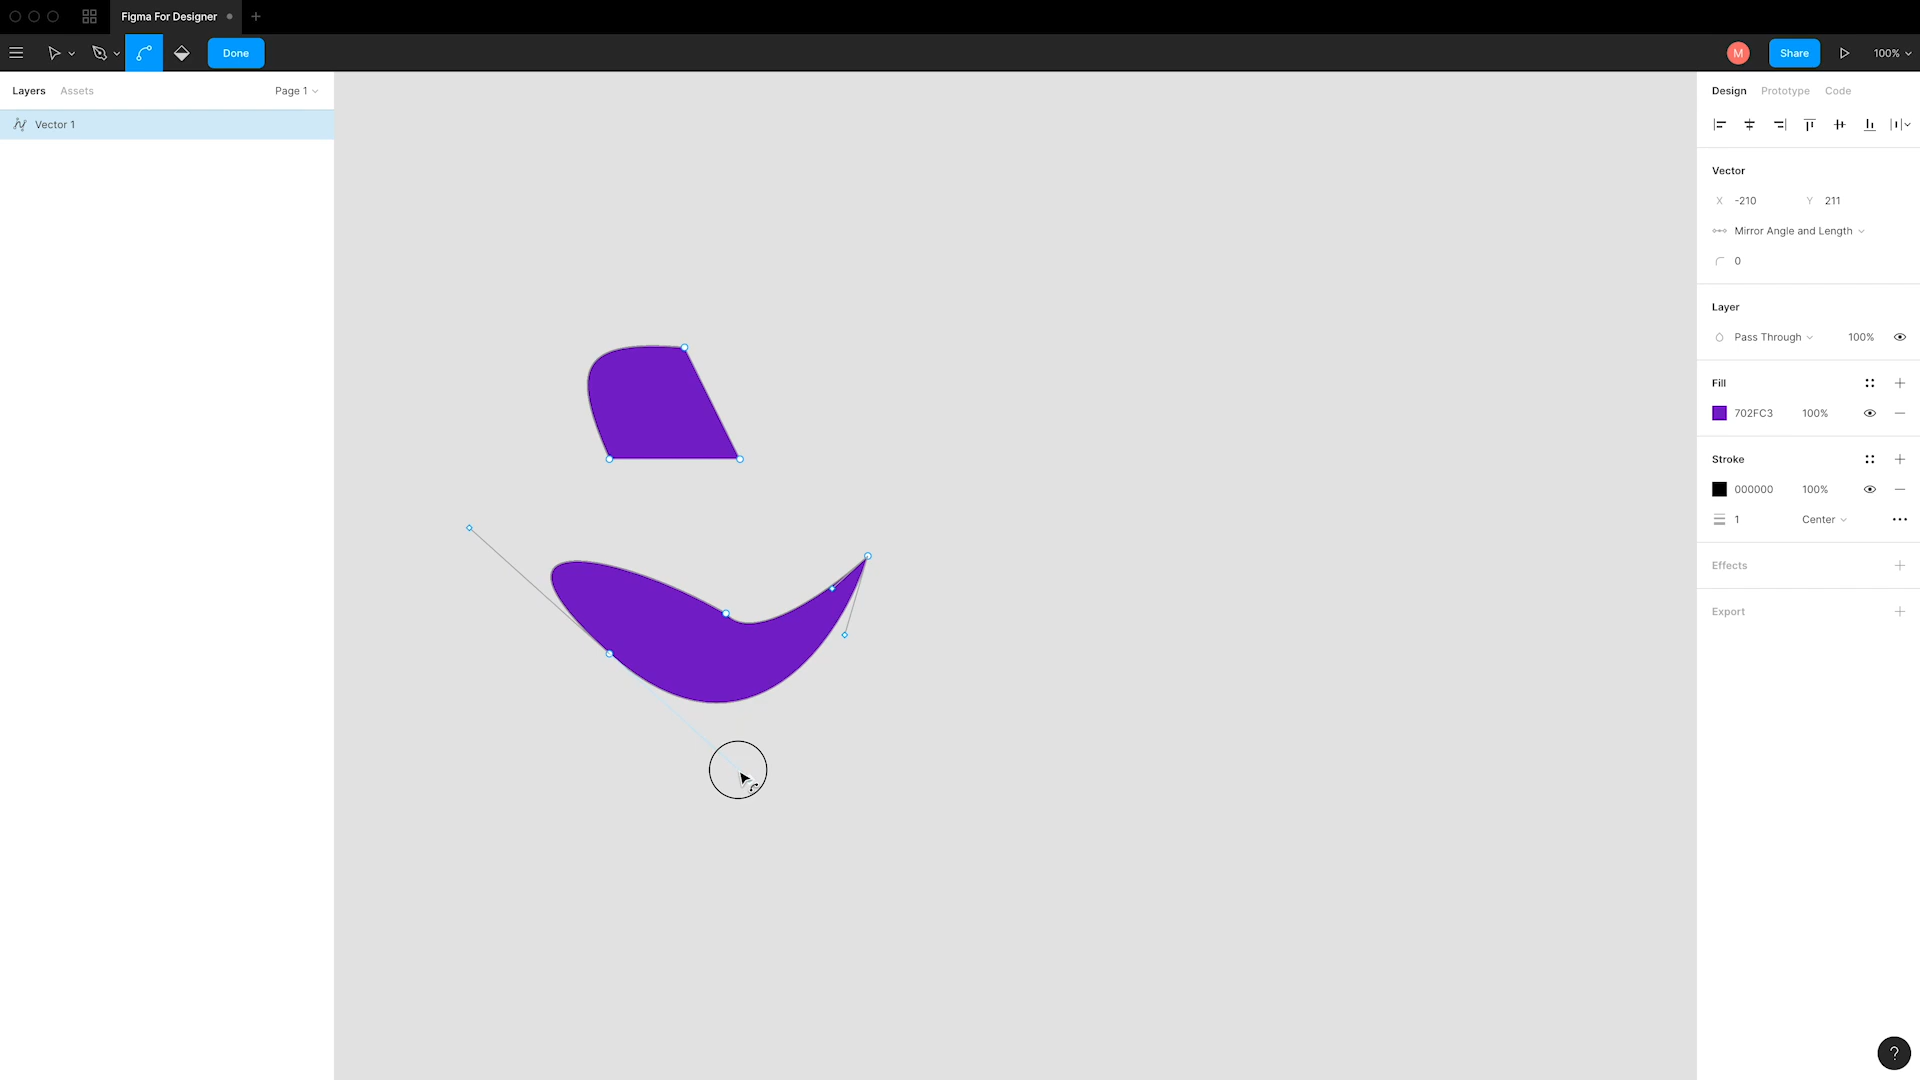 Figma For Designer
Done
M
Share
100%
Layers
Assets
Page 1
Vector 1
Design
Prototype
Code
Vector
X -210
Y 211
Mirror Angle and Length
0
Layer
Pass Through
100%
Fill
702FC3
100%
Stroke
000000
100%
1
Center
Effects
Export
?